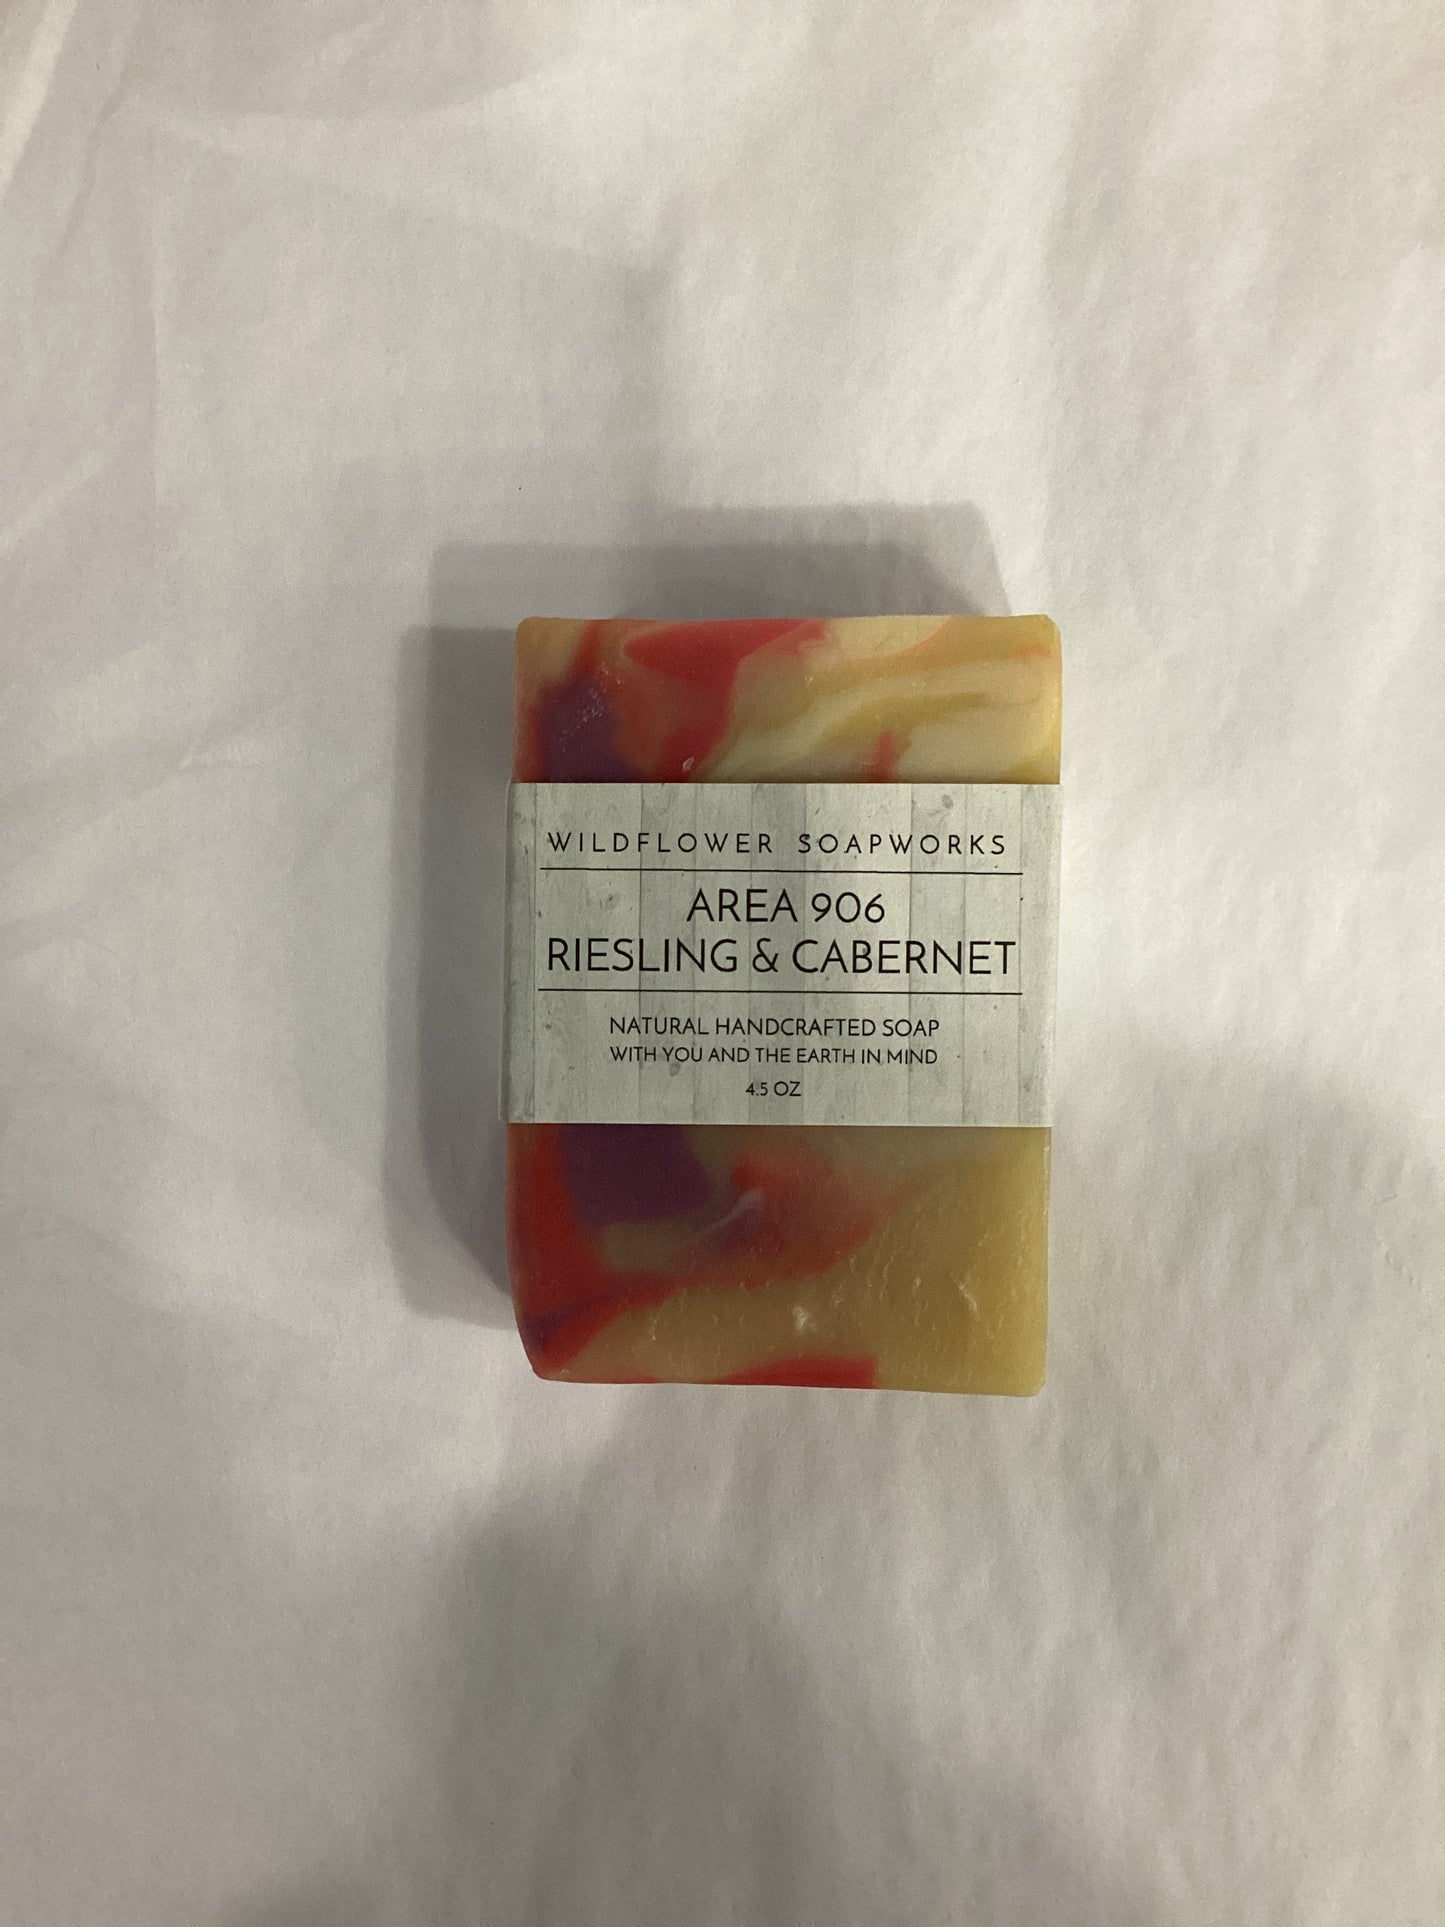 WILDFLOWER SOAPWORKS
AREA 906
RIESLING & CABERNET
NATURAL HANDCRAFTED SOAP
WITH YOU AND THE EARTH IN MIND
4.5 OZ